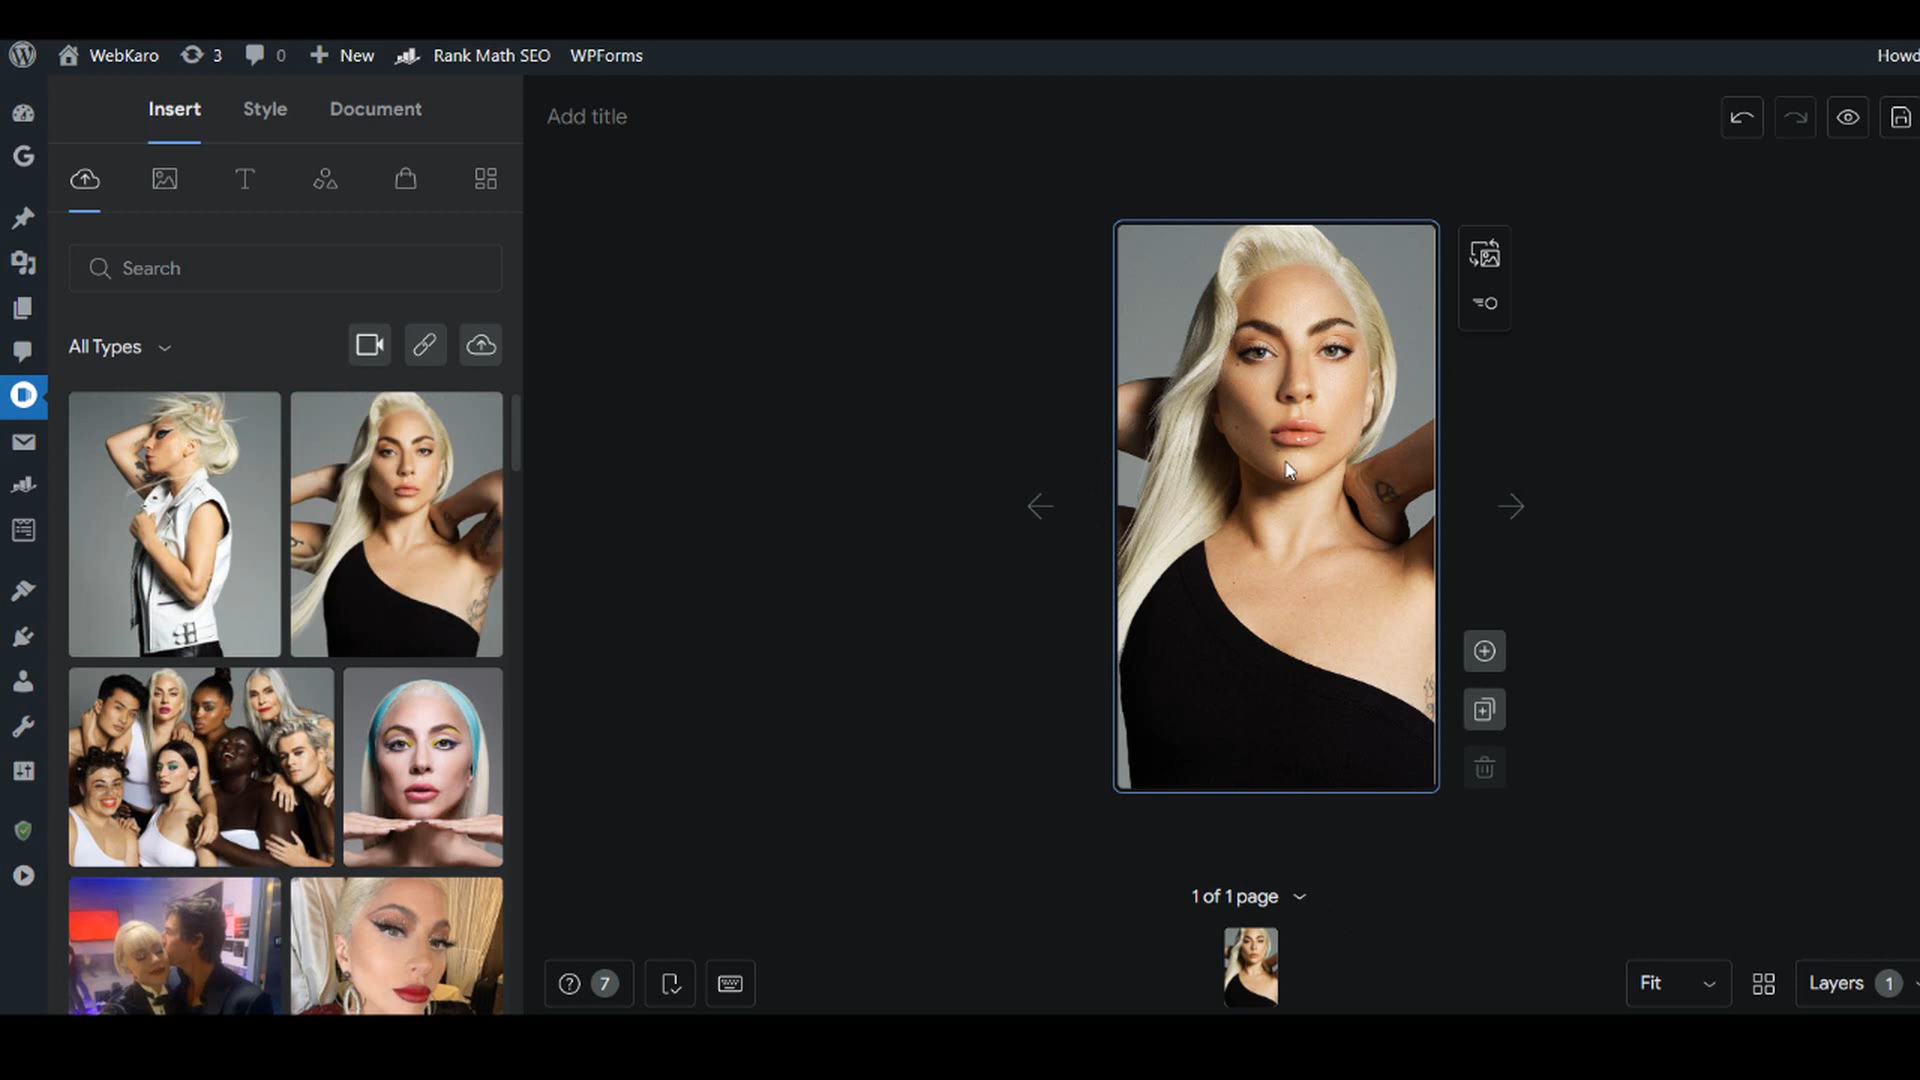 WebKaro 3 0 New Rank Math SEO WPForms Howd
Insert Style Document
Add title
Search
All Types
1 of 1 page
7
Fit
Layers 1